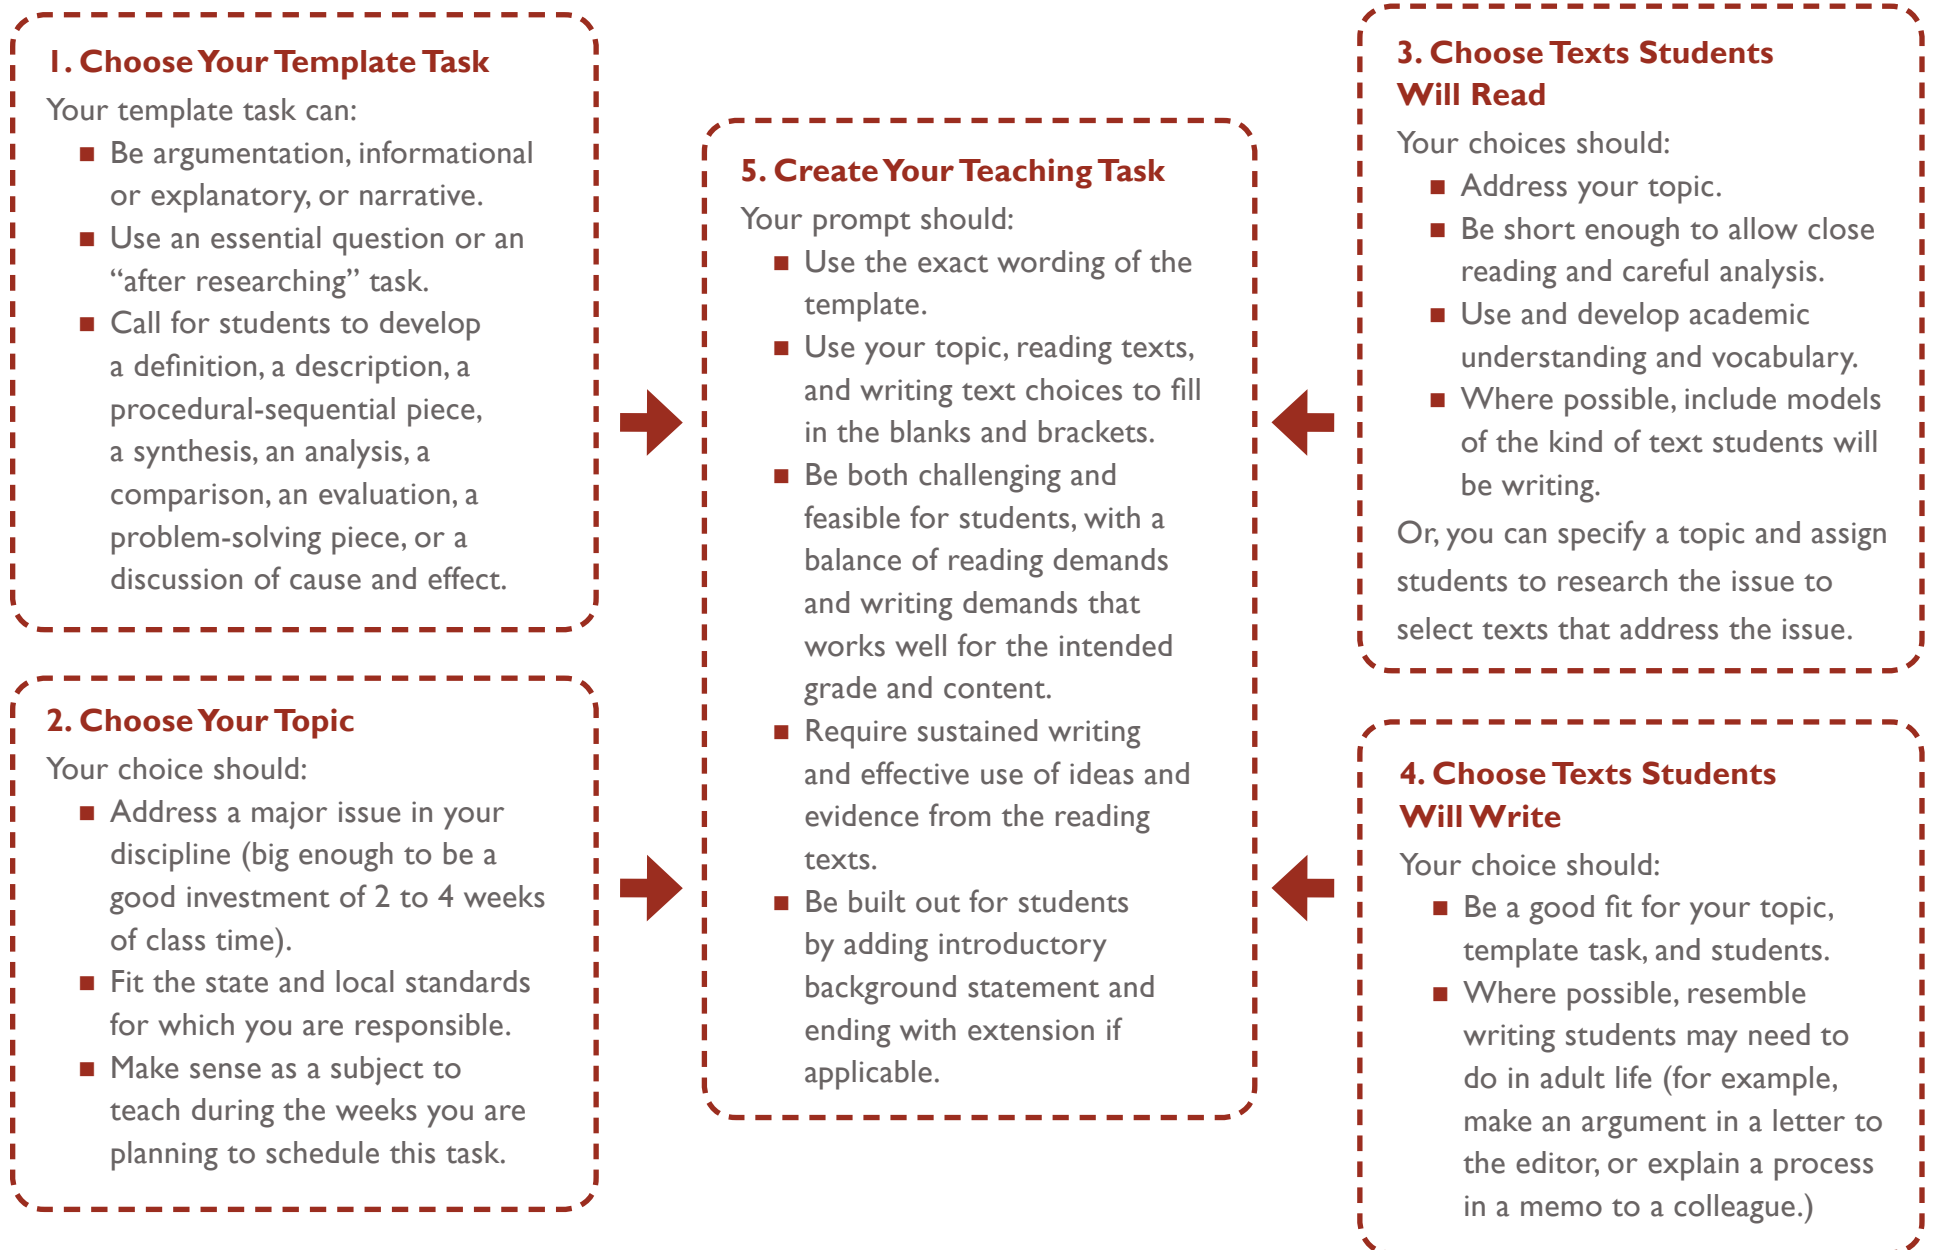 1. Choose Your Template Task
Your template task can:
■ Be argumentation, informational
or explanatory, or narrative.
■ Use an essential question or an
“after researching” task.
■ Call for students to develop
a definition, a description, a
procedural-sequential piece,
a synthesis, an analysis, a
comparison, an evaluation, a
problem-solving piece, or a
discussion of cause and effect.
2. Choose Your Topic
Your choice should:
■ Address a major issue in your
discipline (big enough to be a
good investment of 2 to 4 weeks
of class time).
■ Fit the state and local standards
for which you are responsible.
■ Make sense as a subject to
teach during the weeks you are
planning to schedule this task.
3. Choose Texts Students
Will Read
Your choices should:
■ Address your topic.
■ Be short enough to allow close
reading and careful analysis.
■ Use and develop academic
understanding and vocabulary.
■ Where possible, include models
of the kind of text students will
be writing.
Or, you can specify a topic and assign
students to research the issue to
select texts that address the issue.
4. Choose Texts Students
Will Write
Your choice should:
■ Be a good fit for your topic,
template task, and students.
■ Where possible, resemble
writing students may need to
do in adult life (for example,
make an argument in a letter to
the editor, or explain a process
in a memo to a colleague.)
5. Create Your Teaching Task
Your prompt should:
■ Use the exact wording of the
template.
■ Use your topic, reading texts,
and writing text choices to fill
in the blanks and brackets.
■ Be both challenging and
feasible for students, with a
balance of reading demands
and writing demands that
works well for the intended
grade and content.
■ Require sustained writing
and effective use of ideas and
evidence from the reading
texts.
■ Be built out for students
by adding introductory
background statement and
ending with extension if
applicable.